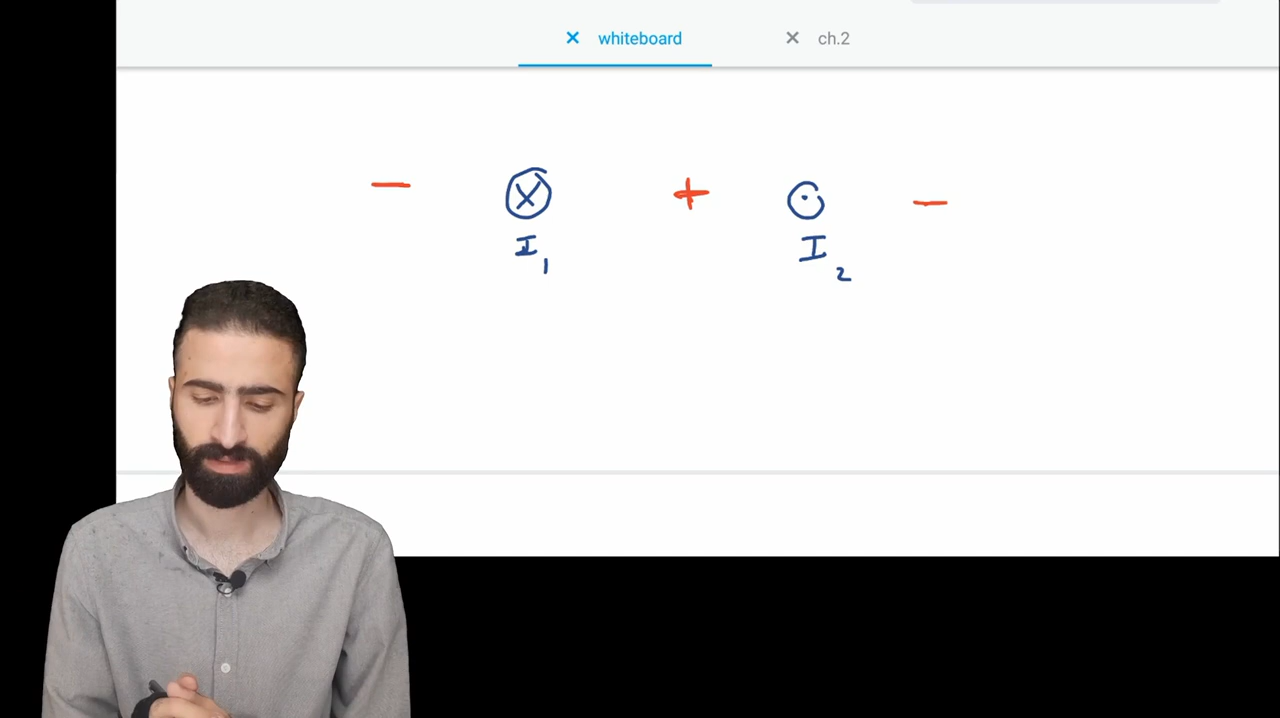 × whiteboard × ch.2
− ⓧ + ⊙ −
I₁ I₂